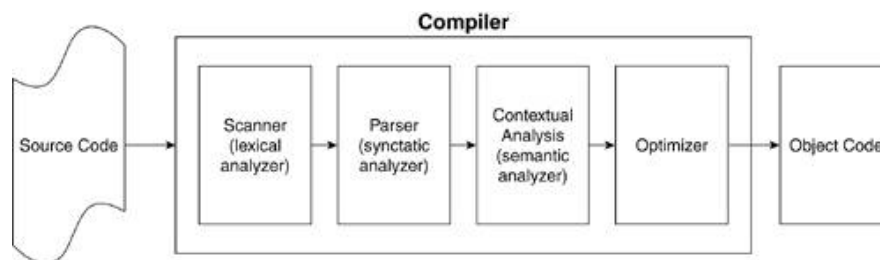 Compiler
Source Code
Scanner
(lexical
analyzer)
Parser
(synctatic
analyzer)
Contextual
Analysis
(semantic
analyzer)
Optimizer
Object Code